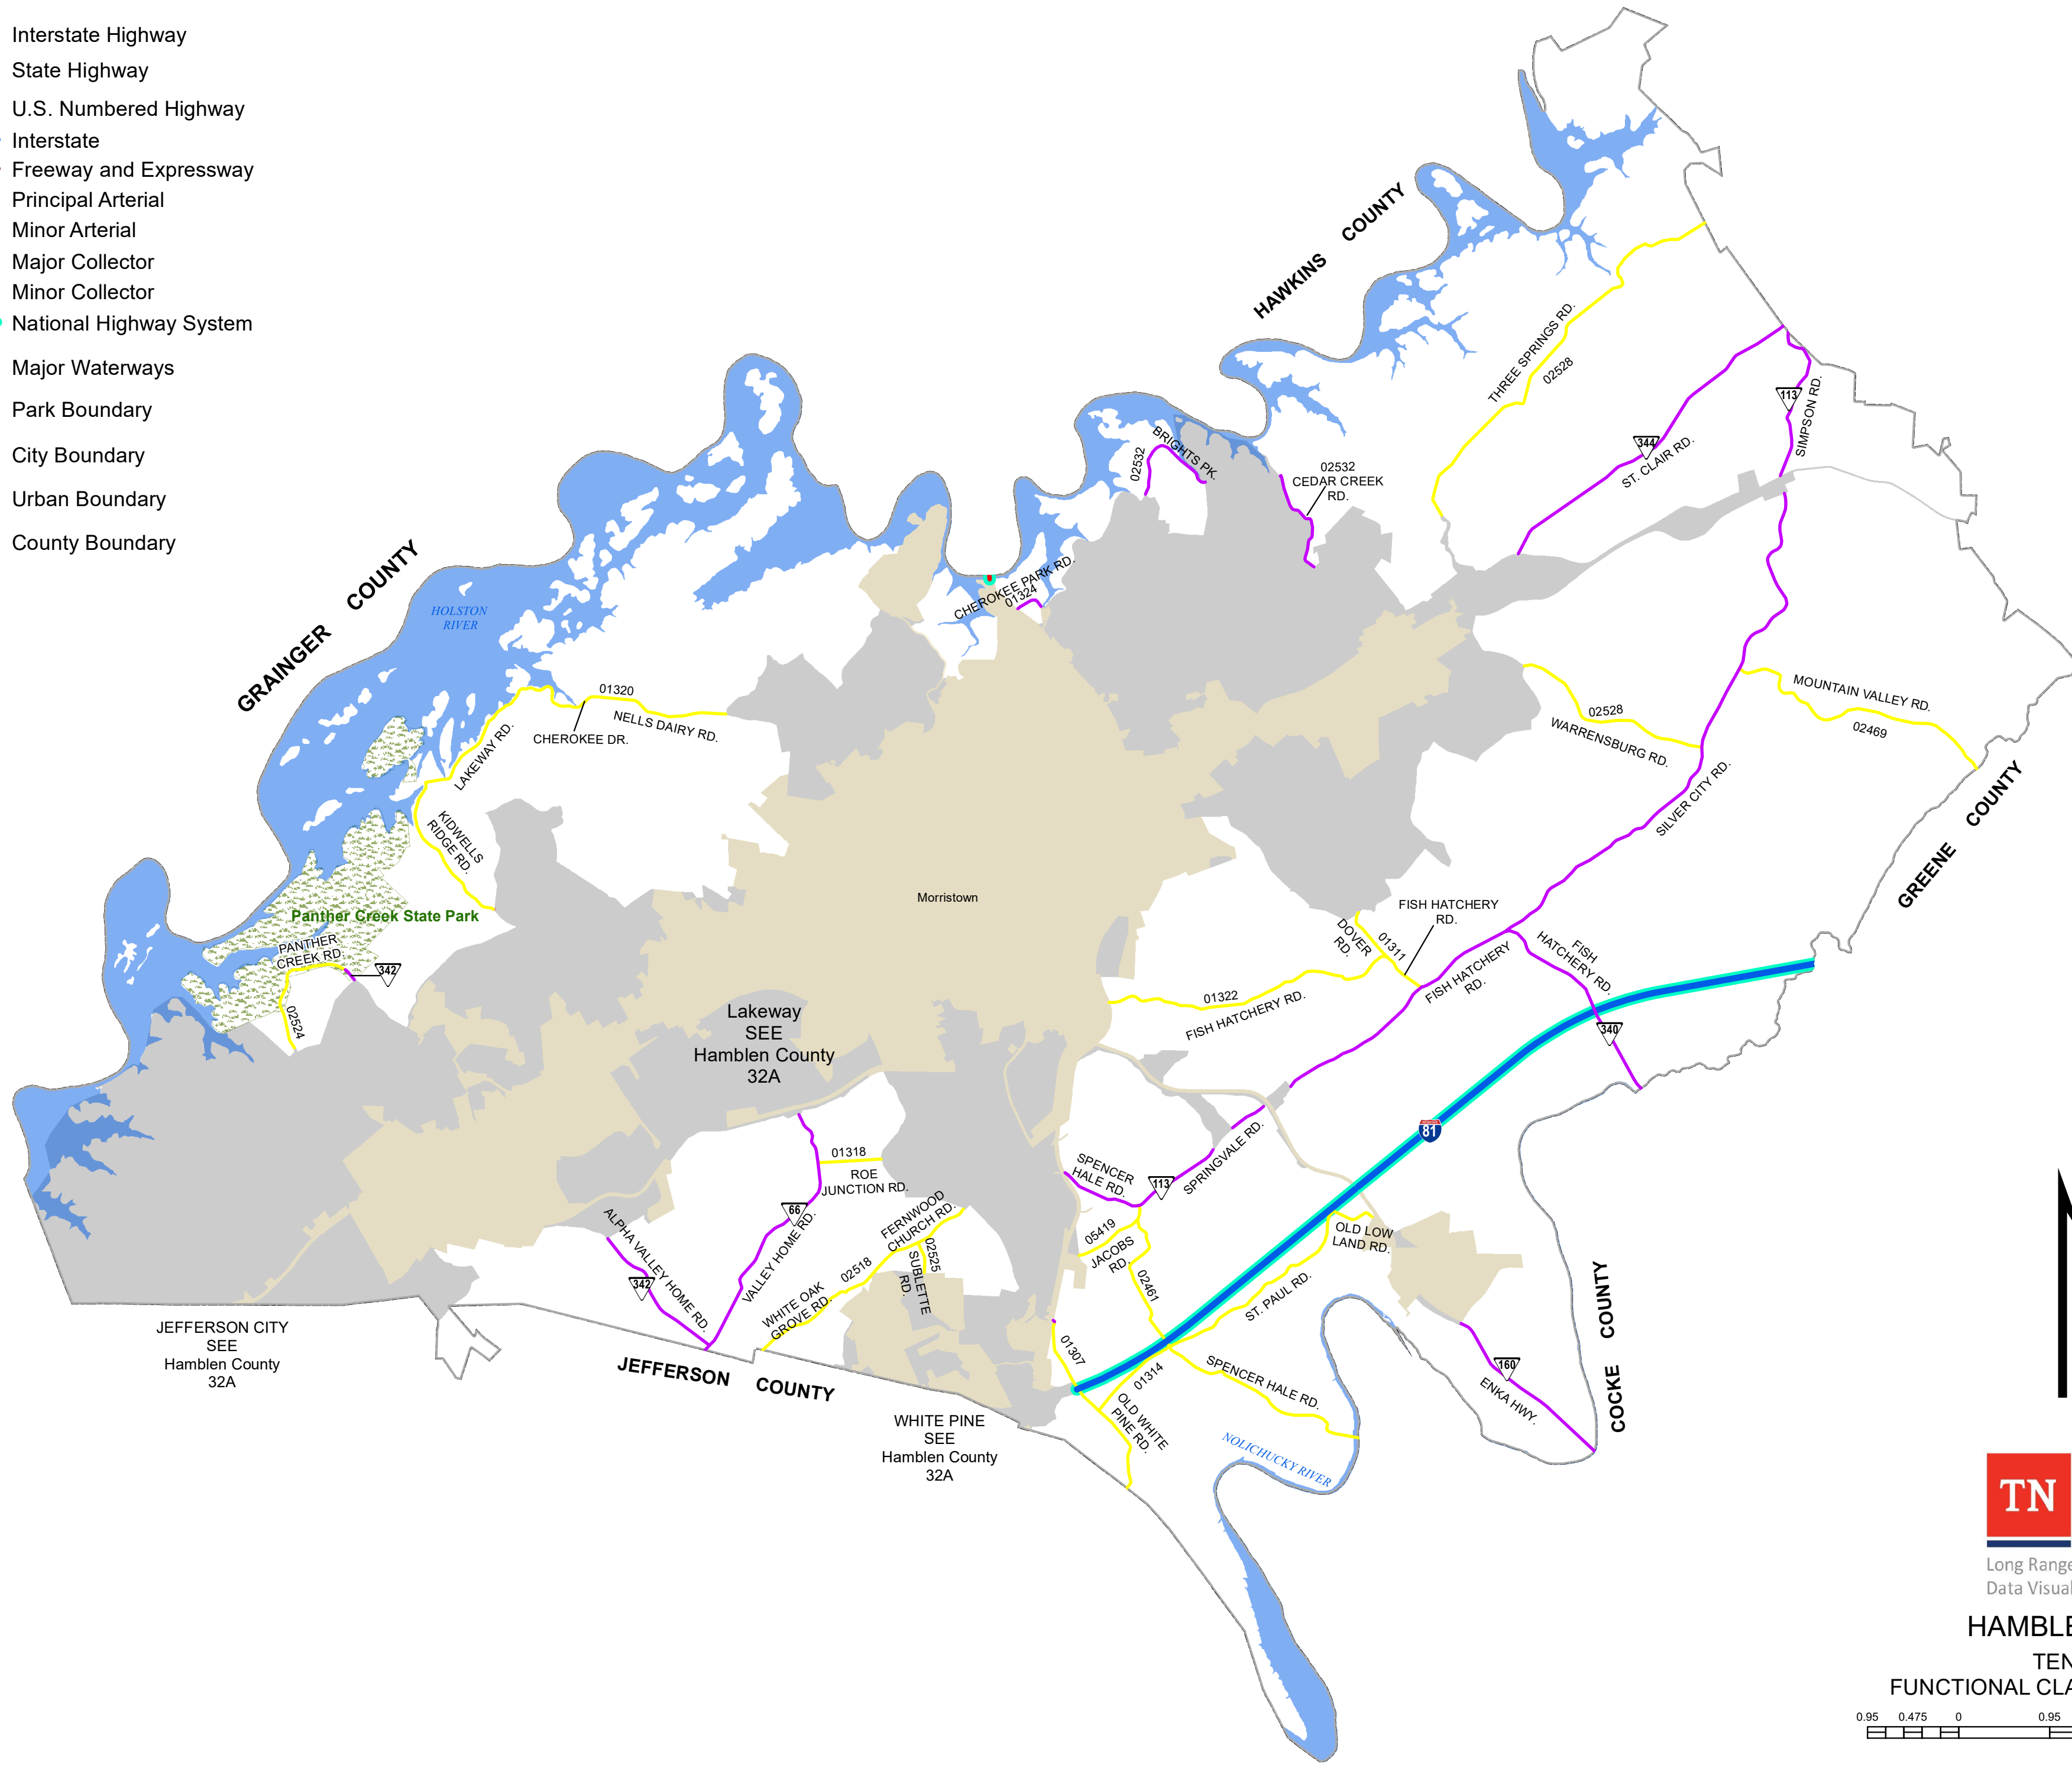 Interstate Highway
State Highway
U.S. Numbered Highway
Interstate
Freeway and Expressway
Principal Arterial
Minor Arterial
Major Collector
Minor Collector
National Highway System
Major Waterways
Park Boundary
City Boundary
Urban Boundary
County Boundary
HAWKINS COUNTY
GRAINGER COUNTY
HOLSTON
RIVER
THREE SPRINGS RD.
02528
113
SIMPSON RD.
344
ST. CLAIR RD.
BRIGHTS PK.
02532
02532
CEDAR CREEK
RD.
CHEROKEE PARK RD.
01324
01320
NELLS DAIRY RD.
CHEROKEE DR.
LAKEWAY RD.
KIDWELLS
RIDGE RD.
02528
WARRENSBURG RD.
MOUNTAIN VALLEY RD.
02469
SILVER CITY RD.
GREENE COUNTY
Morristown
Panther Creek State Park
PANTHER
CREEK RD.
342
02524
FISH HATCHERY
RD.
DOVER
RD.
01311
FISH HATCHERY
RD.
FISH
HATCHERY RD.
01322
FISH HATCHERY RD.
340
Lakeway
SEE
Hamblen County
32A
81
01318
ROE
JUNCTION RD.
66
VALLEY HOME RD.
ALPHA VALLEY HOME RD.
342
FERNWOOD
CHURCH RD.
02525
SUBLETTE
RD.
02518
WHITE OAK
GROVE RD.
SPENCER
HALE RD.
113
SPRINGVALE RD.
05419
JACOBS
RD.
02461
OLD LOW
LAND RD.
ST. PAUL RD.
01307
01314
SPENCER HALE RD.
OLD WHITE
PINE RD.
160
ENKA HWY.
COCKE COUNTY
NOLICHUCKY RIVER
JEFFERSON CITY
SEE
Hamblen County
32A
JEFFERSON COUNTY
WHITE PINE
SEE
Hamblen County
32A
TN
Long Range
Data Visual
HAMBLE
TEN
FUNCTIONAL CLA
0.95 0.475 0 0.95